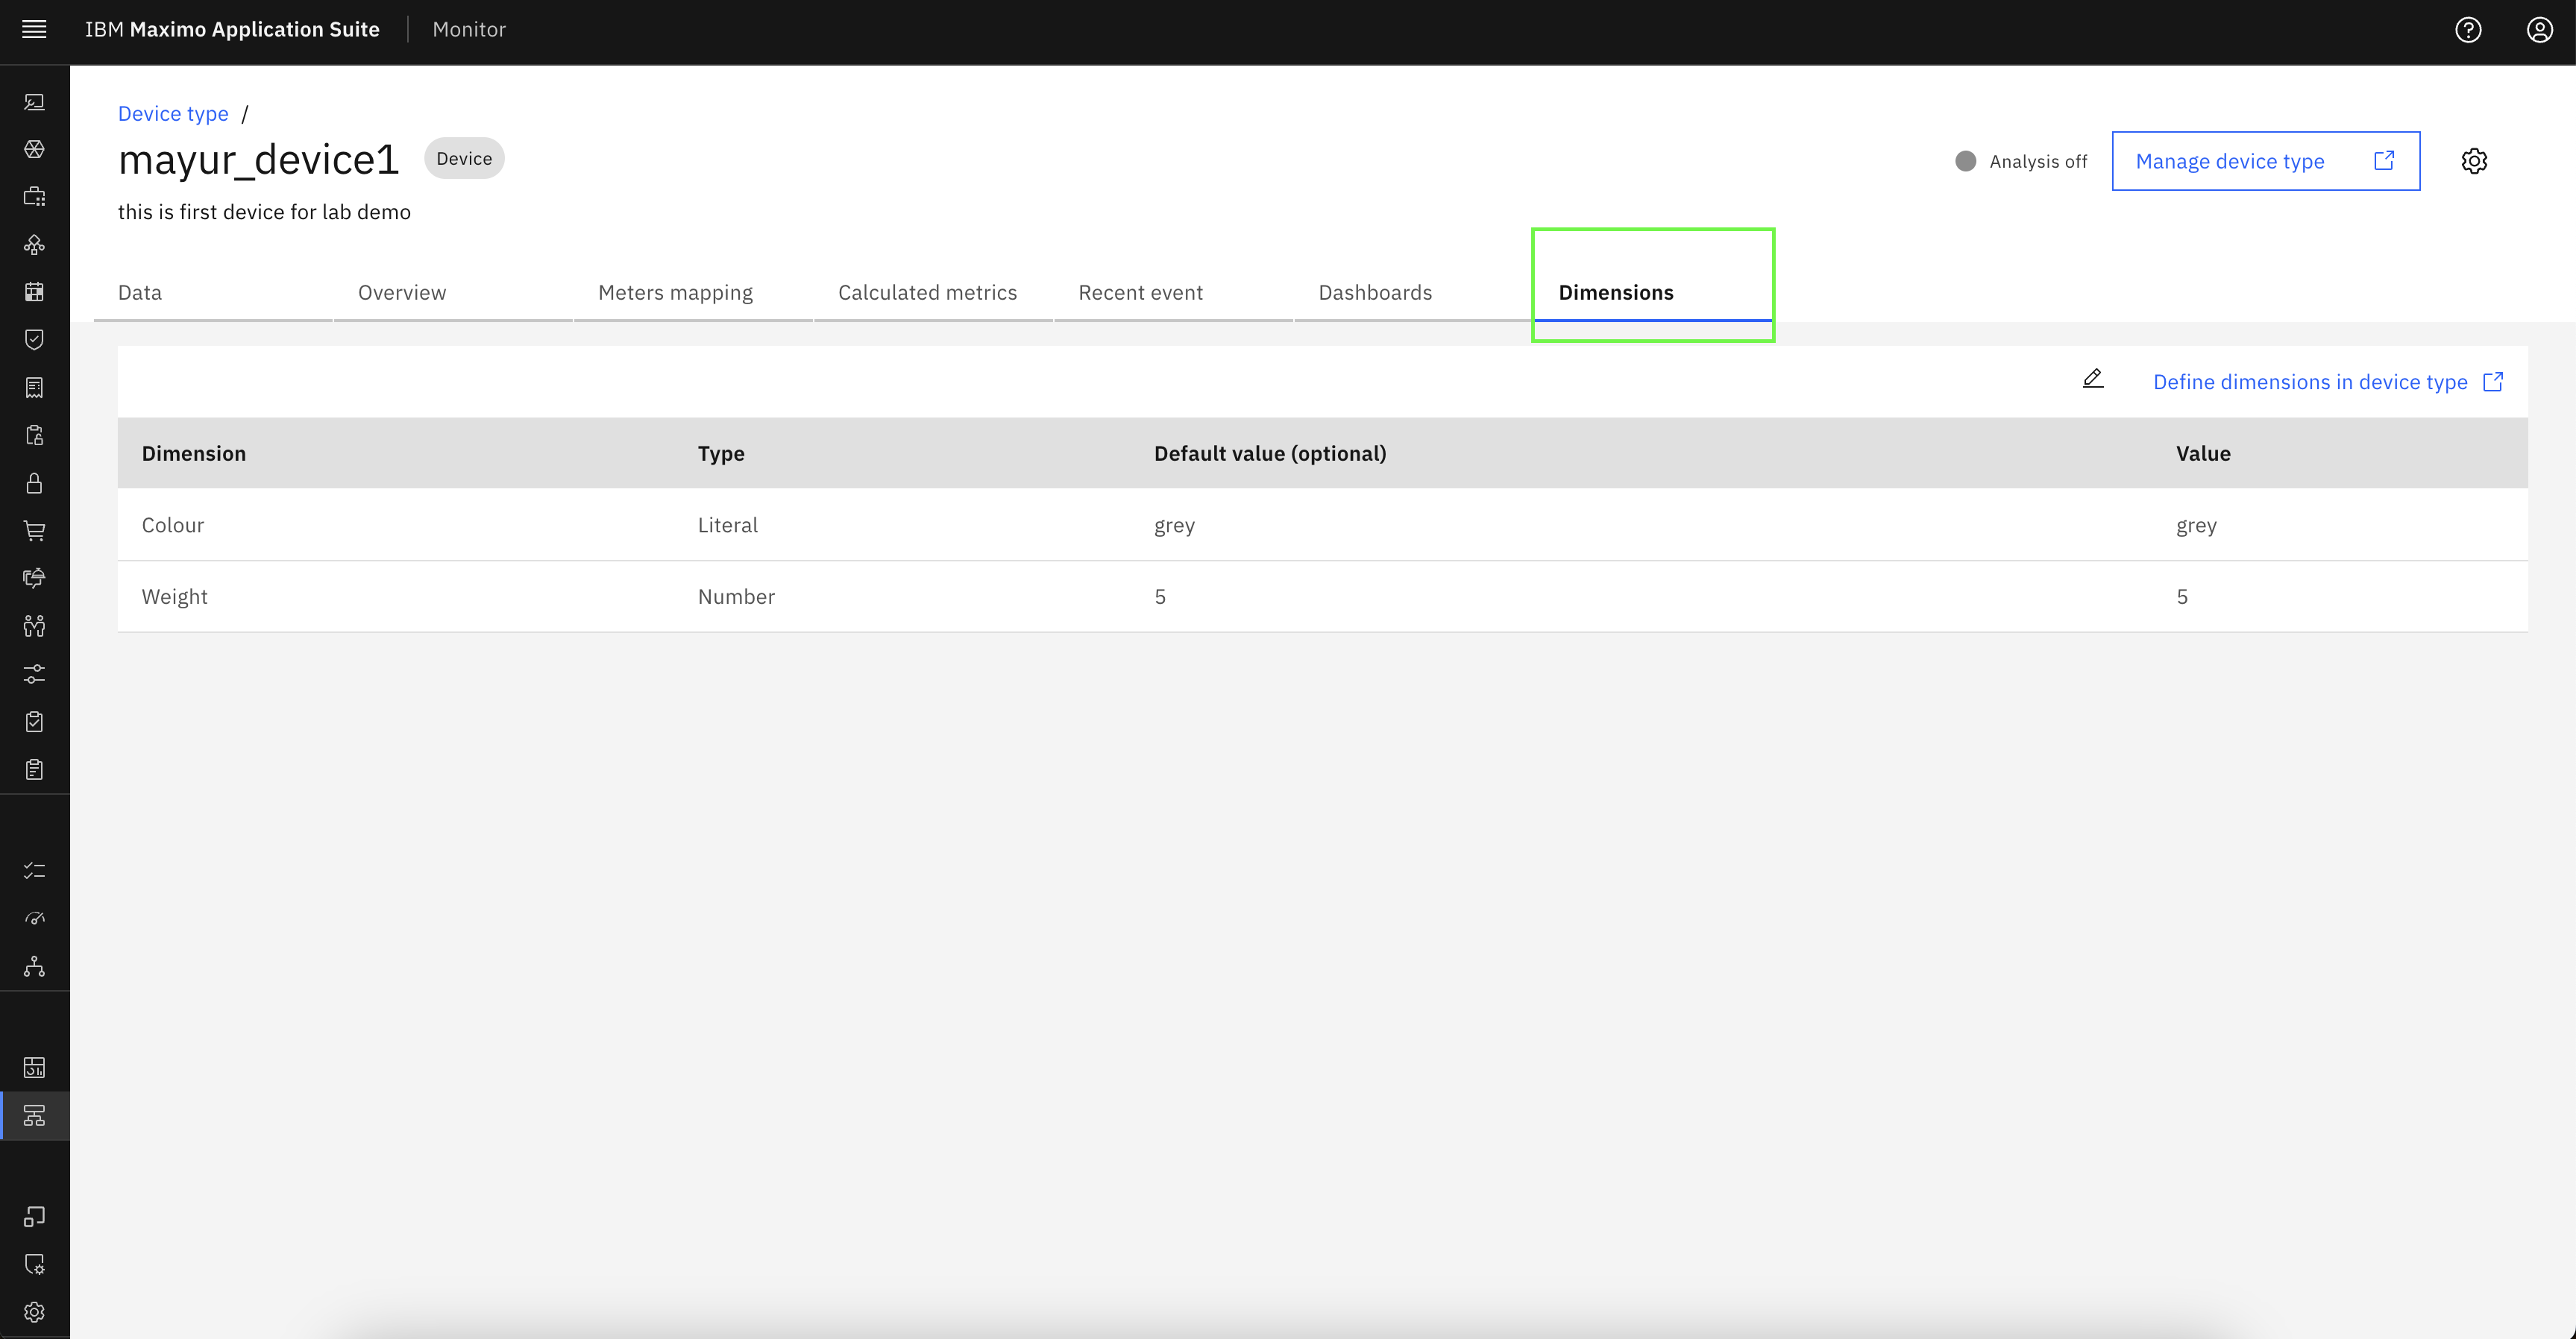 IBM Maximo Application Suite Monitor
Device type /
mayur_device1 Device
Analysis off Manage device type
this is first device for lab demo
Data Overview Meters mapping Calculated metrics Recent event Dashboards Dimensions
Define dimensions in device type
Dimension Type Default value (optional) Value
Colour Literal grey grey
Weight Number 5 5